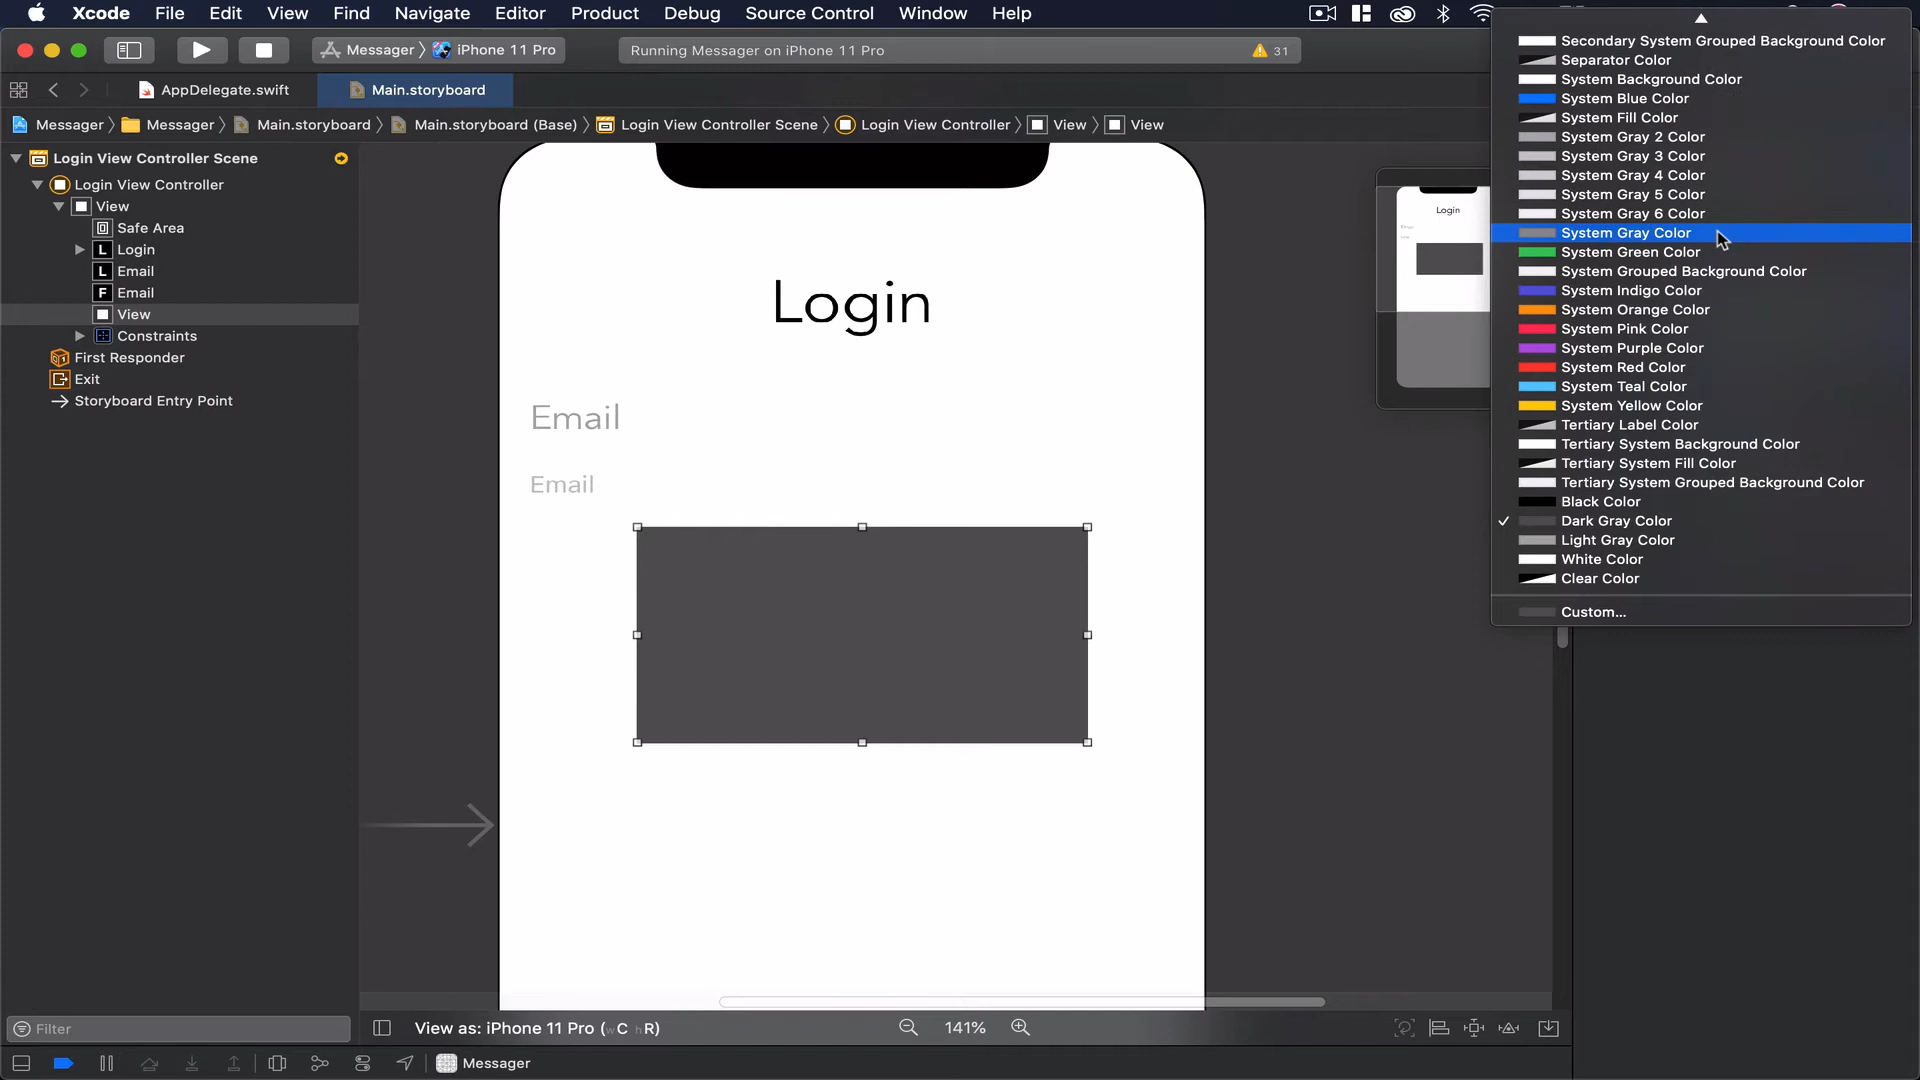 Xcode File Edit View Find Navigate Editor Product Debug Source Control Window Help
Messager iPhone 11 Pro
Running Messager on iPhone 11 Pro
31
AppDelegate.swift
Main.storyboard
Messager Messager Main.storyboard Main.storyboard (Base) Login View Controller Scene Login View Controller View View
Login View Controller Scene
Login View Controller
View
Safe Area
L Login
L Email
F Email
View
Constraints
First Responder
Exit
Storyboard Entry Point
Login
Email
Email
Login
Secondary System Grouped Background Color
Separator Color
System Background Color
System Blue Color
System Fill Color
System Gray 2 Color
System Gray 3 Color
System Gray 4 Color
System Gray 5 Color
System Gray 6 Color
System Gray Color
System Green Color
System Grouped Background Color
System Indigo Color
System Orange Color
System Pink Color
System Purple Color
System Red Color
System Teal Color
System Yellow Color
Tertiary Label Color
Tertiary System Background Color
Tertiary System Fill Color
Tertiary System Grouped Background Color
Black Color
Dark Gray Color
Light Gray Color
White Color
Clear Color
Custom...
Filter
View as: iPhone 11 Pro (wC hR)
141%
Messager